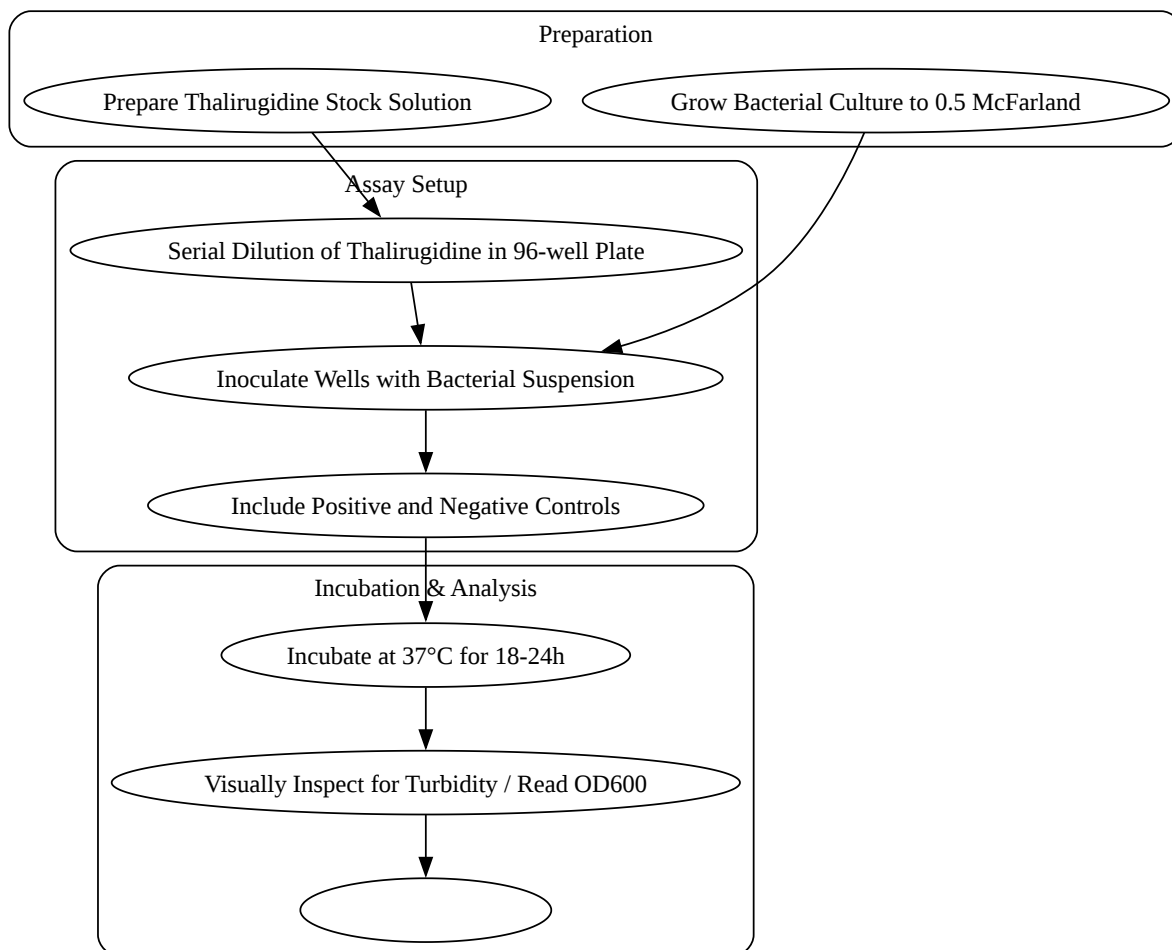 Preparation
Prepare Thalirugidine Stock Solution
Grow Bacterial Culture to 0.5 McFarland
Assay Setup
Serial Dilution of Thalirugidine in 96-well Plate
Inoculate Wells with Bacterial Suspension
Include Positive and Negative Controls
Incubation & Analysis
Incubate at 37°C for 18-24h
Visually Inspect for Turbidity / Read OD600